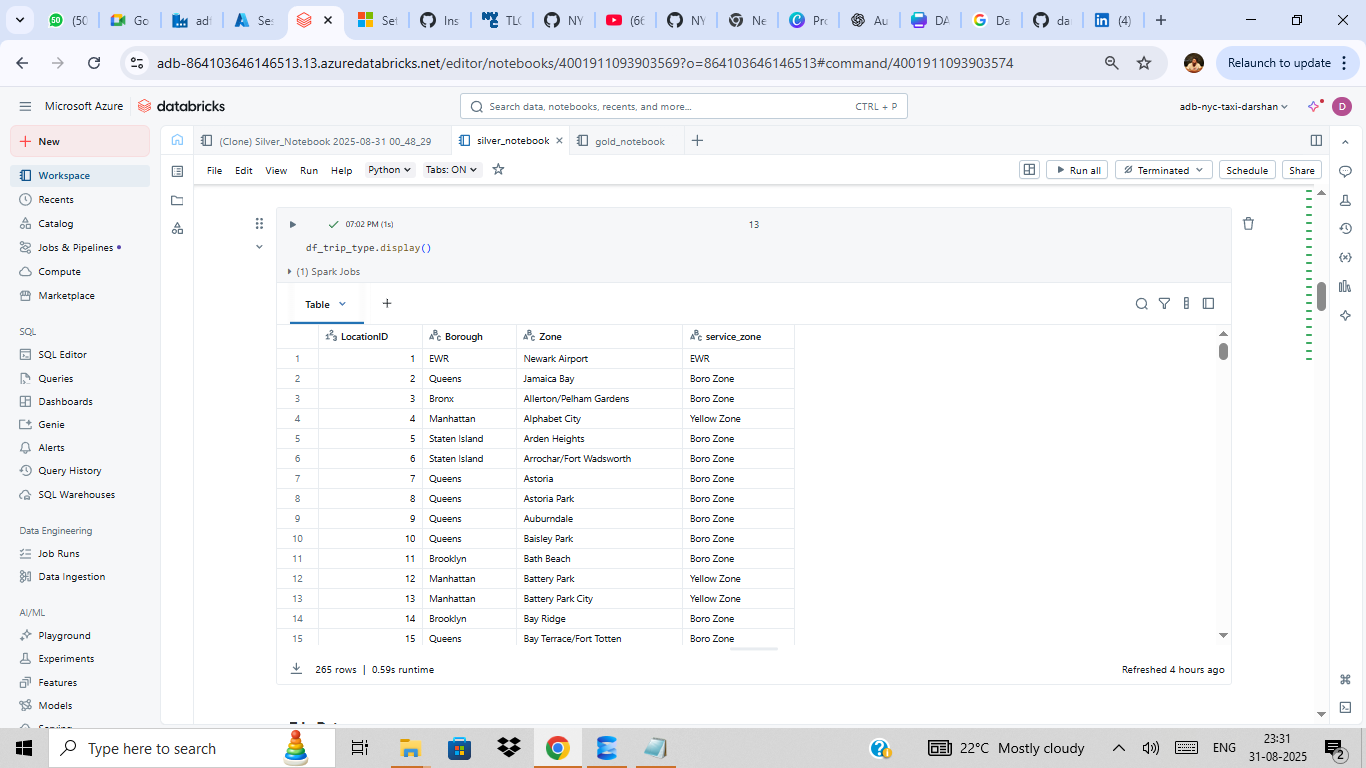 (50
Go
adf
Ses
Set
Ins
TLC
NY
(66
NY
Ne
Pro
Au
DA
Da
da
(4)
adb-864103646146513.13.azuredatabricks.net/editor/notebooks/4001911093903569?o=864103646146513#command/4001911093903574
Relaunch to update
Microsoft Azure
databricks
Search data, notebooks, recents, and more...
CTRL + P
adb-nyc-taxi-darshan
D
New
(Clone) Silver_Notebook 2025-08-31 00_48_29
silver_notebook
gold_notebook
Workspace
Recents
Catalog
Jobs & Pipelines
Compute
Marketplace
SQL
SQL Editor
Queries
Dashboards
Genie
Alerts
Query History
SQL Warehouses
Data Engineering
Job Runs
Data Ingestion
AI/ML
Playground
Experiments
Features
Models
File Edit View Run Help Python Tabs: ON
Run all
Terminated
Schedule
Share
07:02 PM (1s)
13
df_trip_type.display()
(1) Spark Jobs
Table
LocationID Borough Zone service_zone
1 1 EWR Newark Airport EWR
2 2 Queens Jamaica Bay Boro Zone
3 3 Bronx Allerton/Pelham Gardens Boro Zone
4 4 Manhattan Alphabet City Yellow Zone
5 5 Staten Island Arden Heights Boro Zone
6 6 Staten Island Arrochar/Fort Wadsworth Boro Zone
7 7 Queens Astoria Boro Zone
8 8 Queens Astoria Park Boro Zone
9 9 Queens Auburndale Boro Zone
10 10 Queens Baisley Park Boro Zone
11 11 Brooklyn Bath Beach Boro Zone
12 12 Manhattan Battery Park Yellow Zone
13 13 Manhattan Battery Park City Yellow Zone
14 14 Brooklyn Bay Ridge Boro Zone
15 15 Queens Bay Terrace/Fort Totten Boro Zone
265 rows | 0.59s runtime
Refreshed 4 hours ago
Type here to search
22°C Mostly cloudy
ENG
23:31
31-08-2025
2